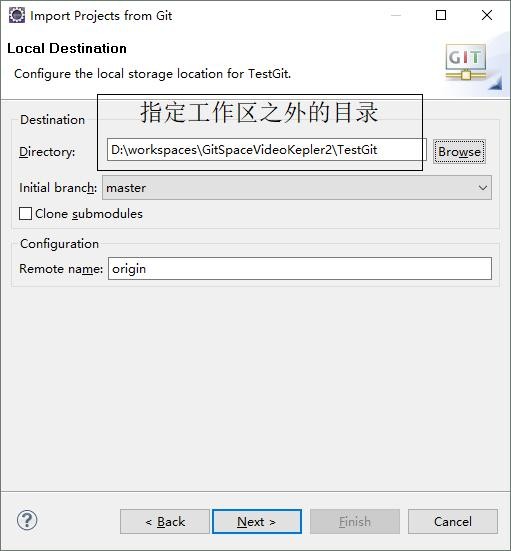 Import Projects from Git
Local Destination
Configure the local storage location for TestGit.
GIT
指定工作区之外的目录
Destination
Directory: D:\workspaces\GitSpaceVideoKepler2\TestGit Browse
Initial branch: master
Clone submodules
Configuration
Remote name: origin
? < Back Next > Finish Cancel